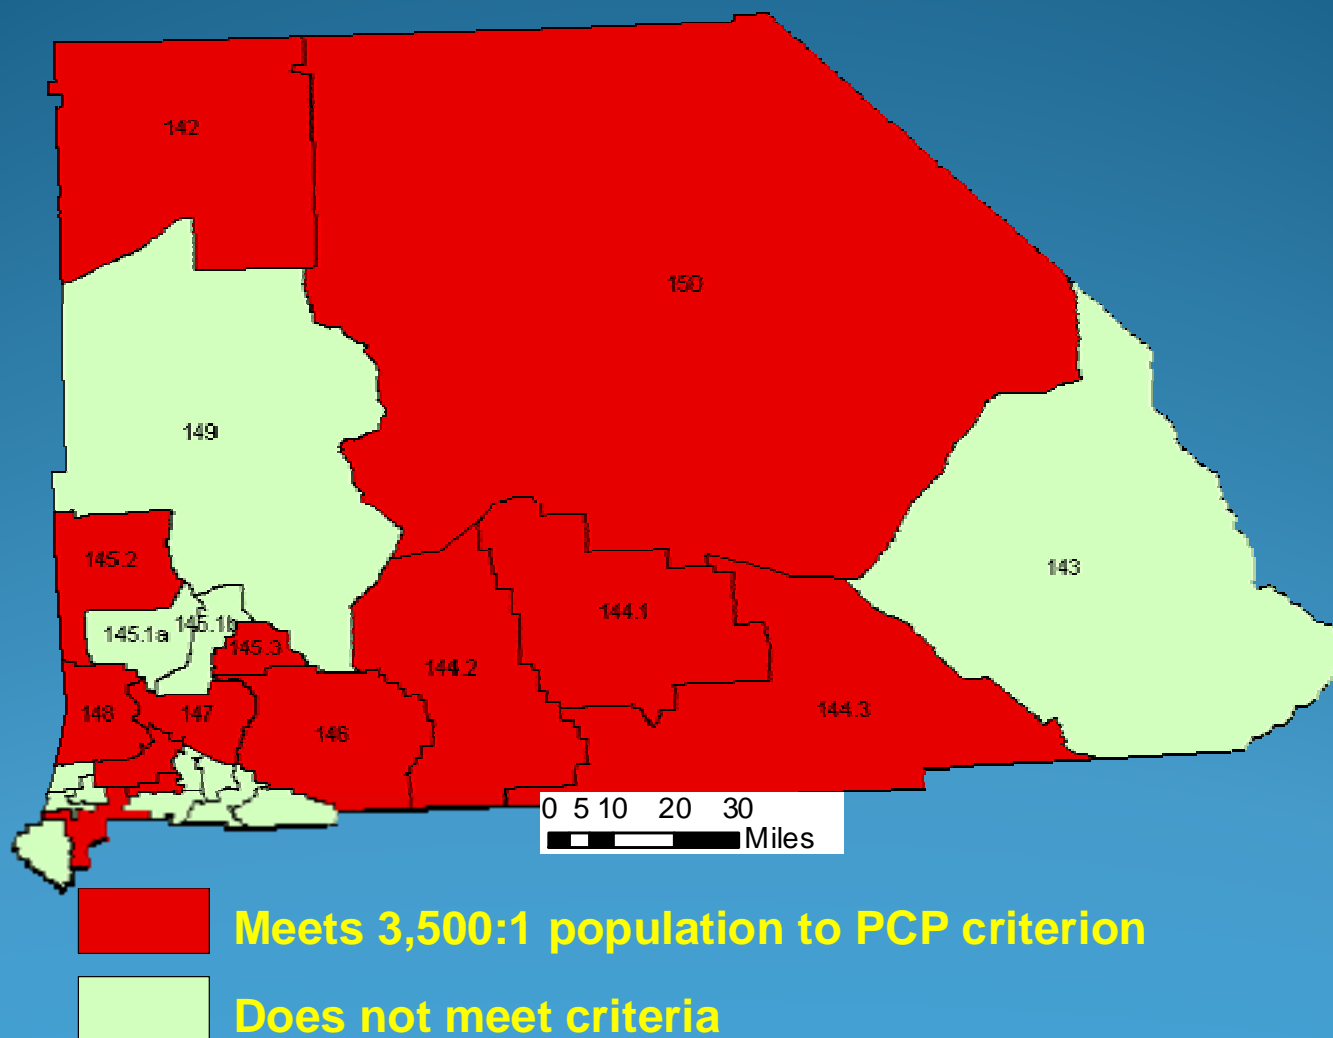 142
150
149
145.2
143
144.1
145.1b
145.1a
145.3
144.2
148
147
144.3
146
0 5 10 20 30
Miles
Meets 3,500:1 population to PCP criterion
Does not meet criteria